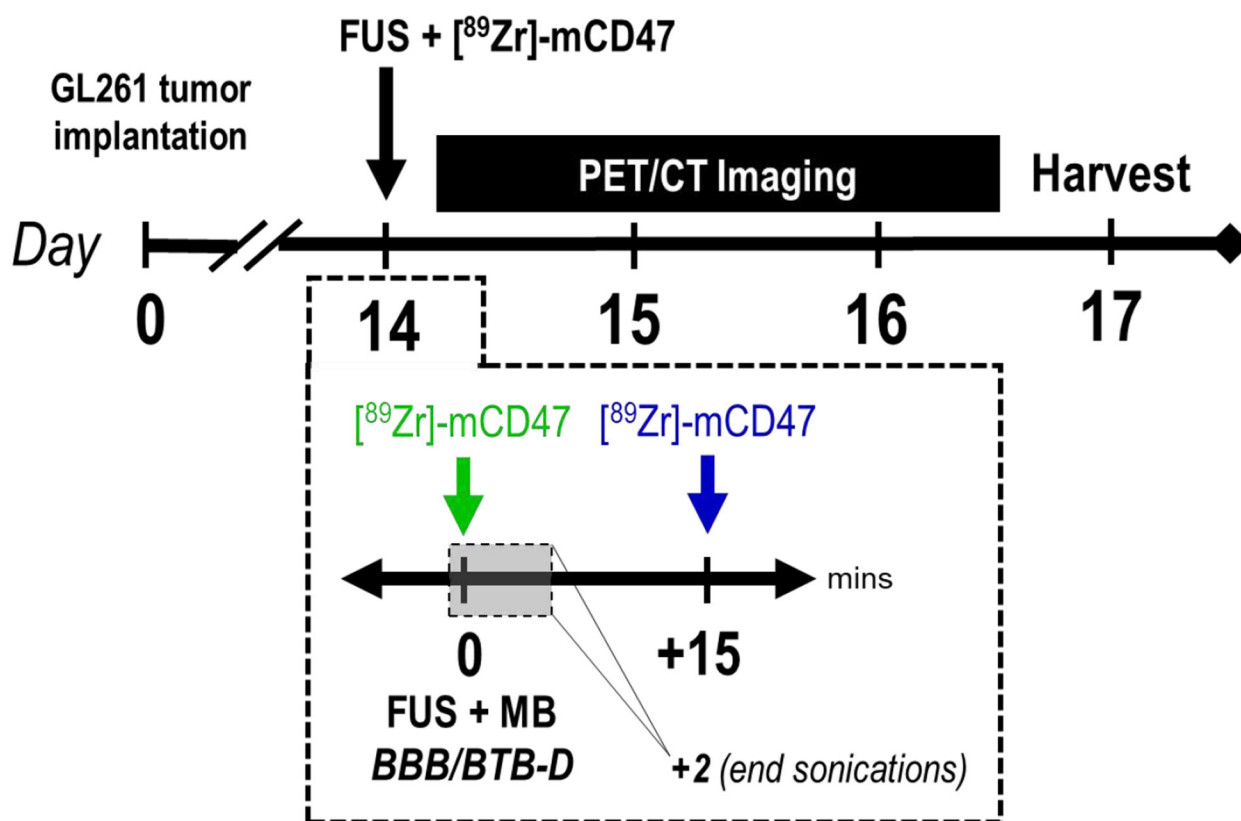 FUS + [⁸⁹Zr]-mCD47
GL261 tumor
implantation
PET/CT Imaging
Harvest
Day
0
14
15
16
17
[⁸⁹Zr]-mCD47
[⁸⁹Zr]-mCD47
mins
0
+15
FUS + MB
BBB/BTB-D
+2 (end sonications)